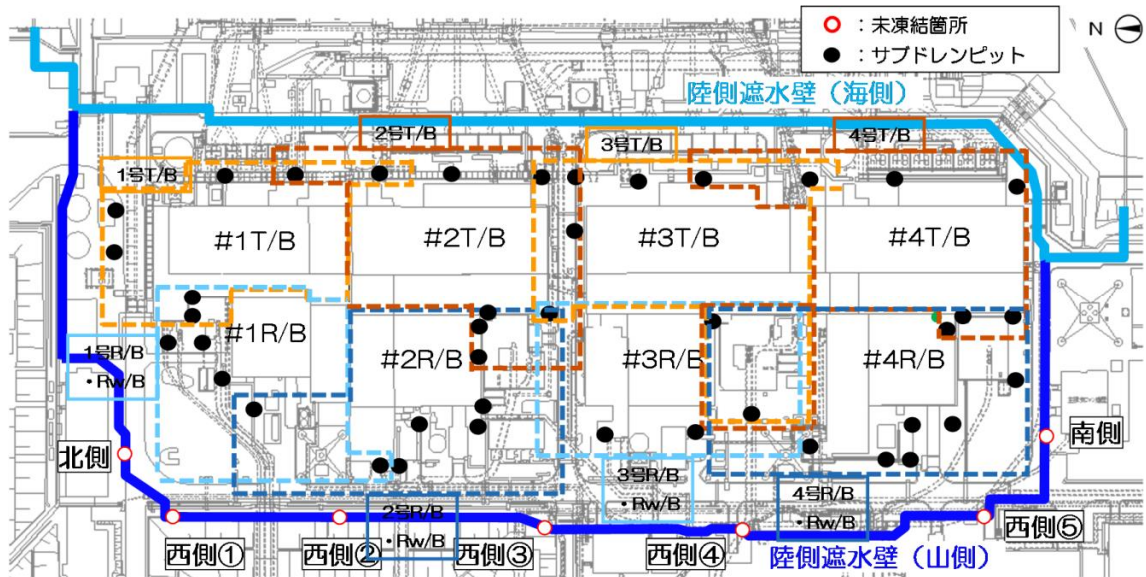 ○：未凍結箇所
●：サブドレンピット
N
陸側遮水壁（海側）
2号T/B
3号T/B
4号T/B
1号T/B
#1T/B
#2T/B
#3T/B
#4T/B
#1R/B
#2R/B
#3R/B
#4R/B
1号R/B
・Rw/B
北側
南側
3号R/B
・Rw/B
4号R/B
・Rw/B
2号R/B
・Rw/B
西側①
西側②
西側③
西側④
西側⑤
陸側遮水壁（山側）